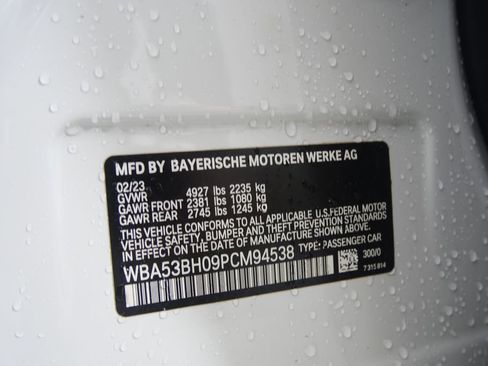 MFD BY BAYERISCHE MOTOREN WERKE AG
02/23
GVWR 4927 lbs 2235 kg
GAWR FRONT 2381 lbs 1080 kg
GAWR REAR 2745 lbs 1245 kg
THIS VEHICLE CONFORMS TO ALL APPLICABLE U.S. FEDERAL MOTOR
VEHICLE SAFETY, BUMPER AND THEFT PREVENTION STANDARDS
IN EFFECT ON THE DATE OF MANUFACTURE SHOWN ABOVE.
WBA53BH09PCM94538 TYPE: PASSENGER CAR
300/0
7 315 814